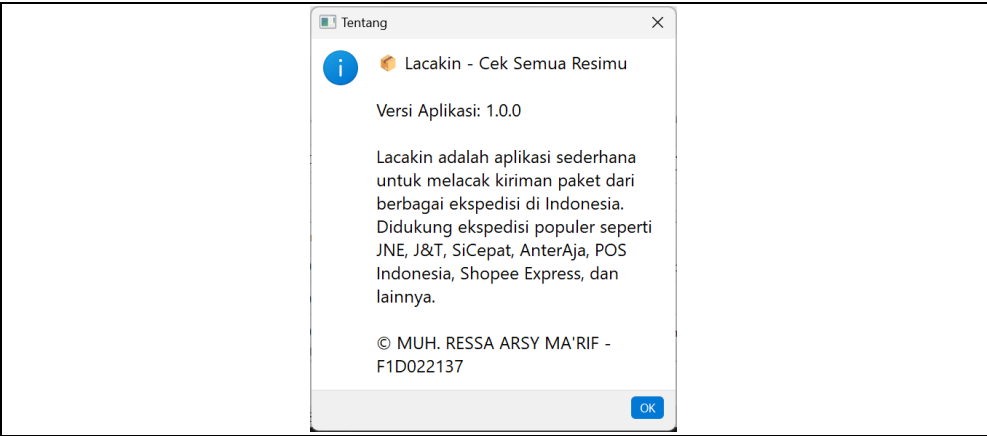 Tentang
📦 Lacakin - Cek Semua Resimu
Versi Aplikasi: 1.0.0
Lacakin adalah aplikasi sederhana
untuk melacak kiriman paket dari
berbagai ekspedisi di Indonesia.
Didukung ekspedisi populer seperti
JNE, J&T, SiCepat, AnterAja, POS
Indonesia, Shopee Express, dan
lainnya.
© MUH. RESSA ARSY MA'RIF -
F1D022137
OK